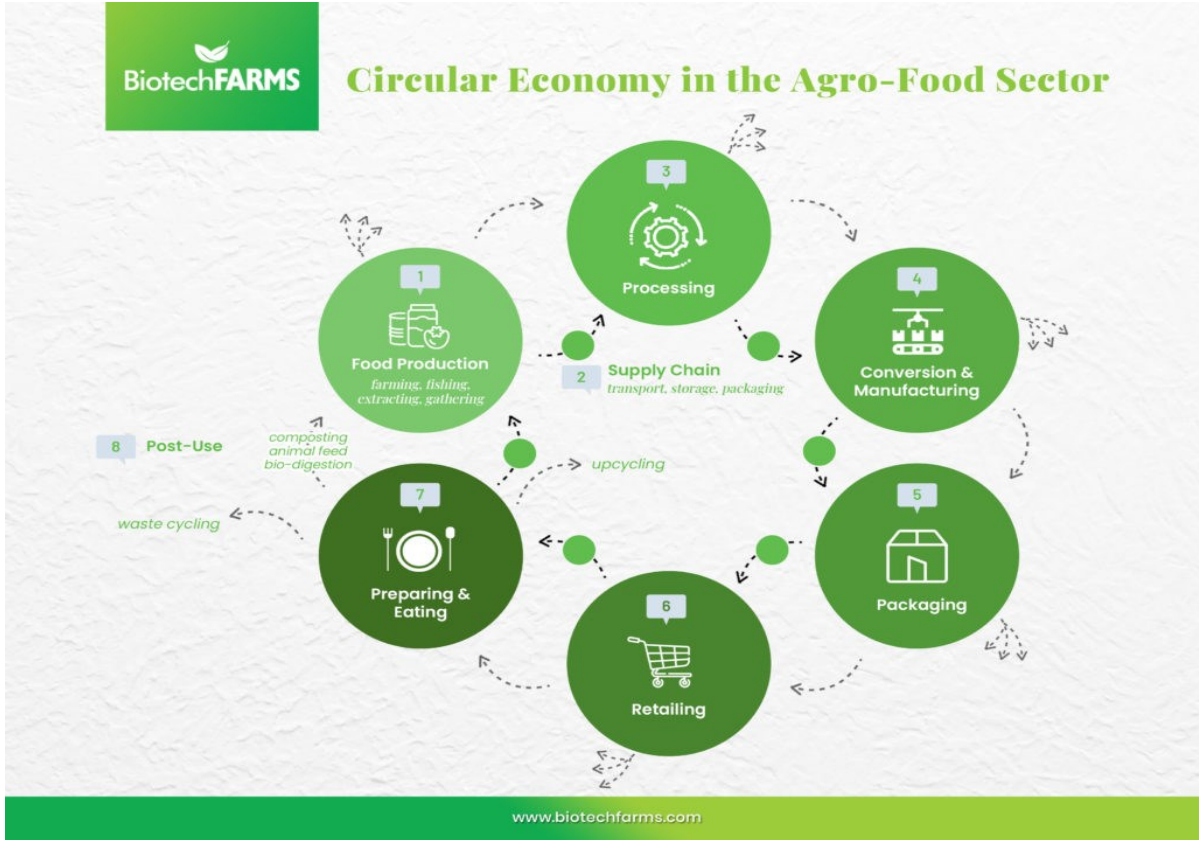 BiotechFARMS
Circular Economy in the Agro-Food Sector
1
Food Production
farming, fishing,
extracting, gathering
2
Supply Chain
transport, storage, packaging
3
Processing
4
Conversion &
Manufacturing
5
Packaging
6
Retailing
7
Preparing &
Eating
8
Post-Use
composting
animal feed
bio-digestion
upcycling
waste cycling
www.biotechfarms.com